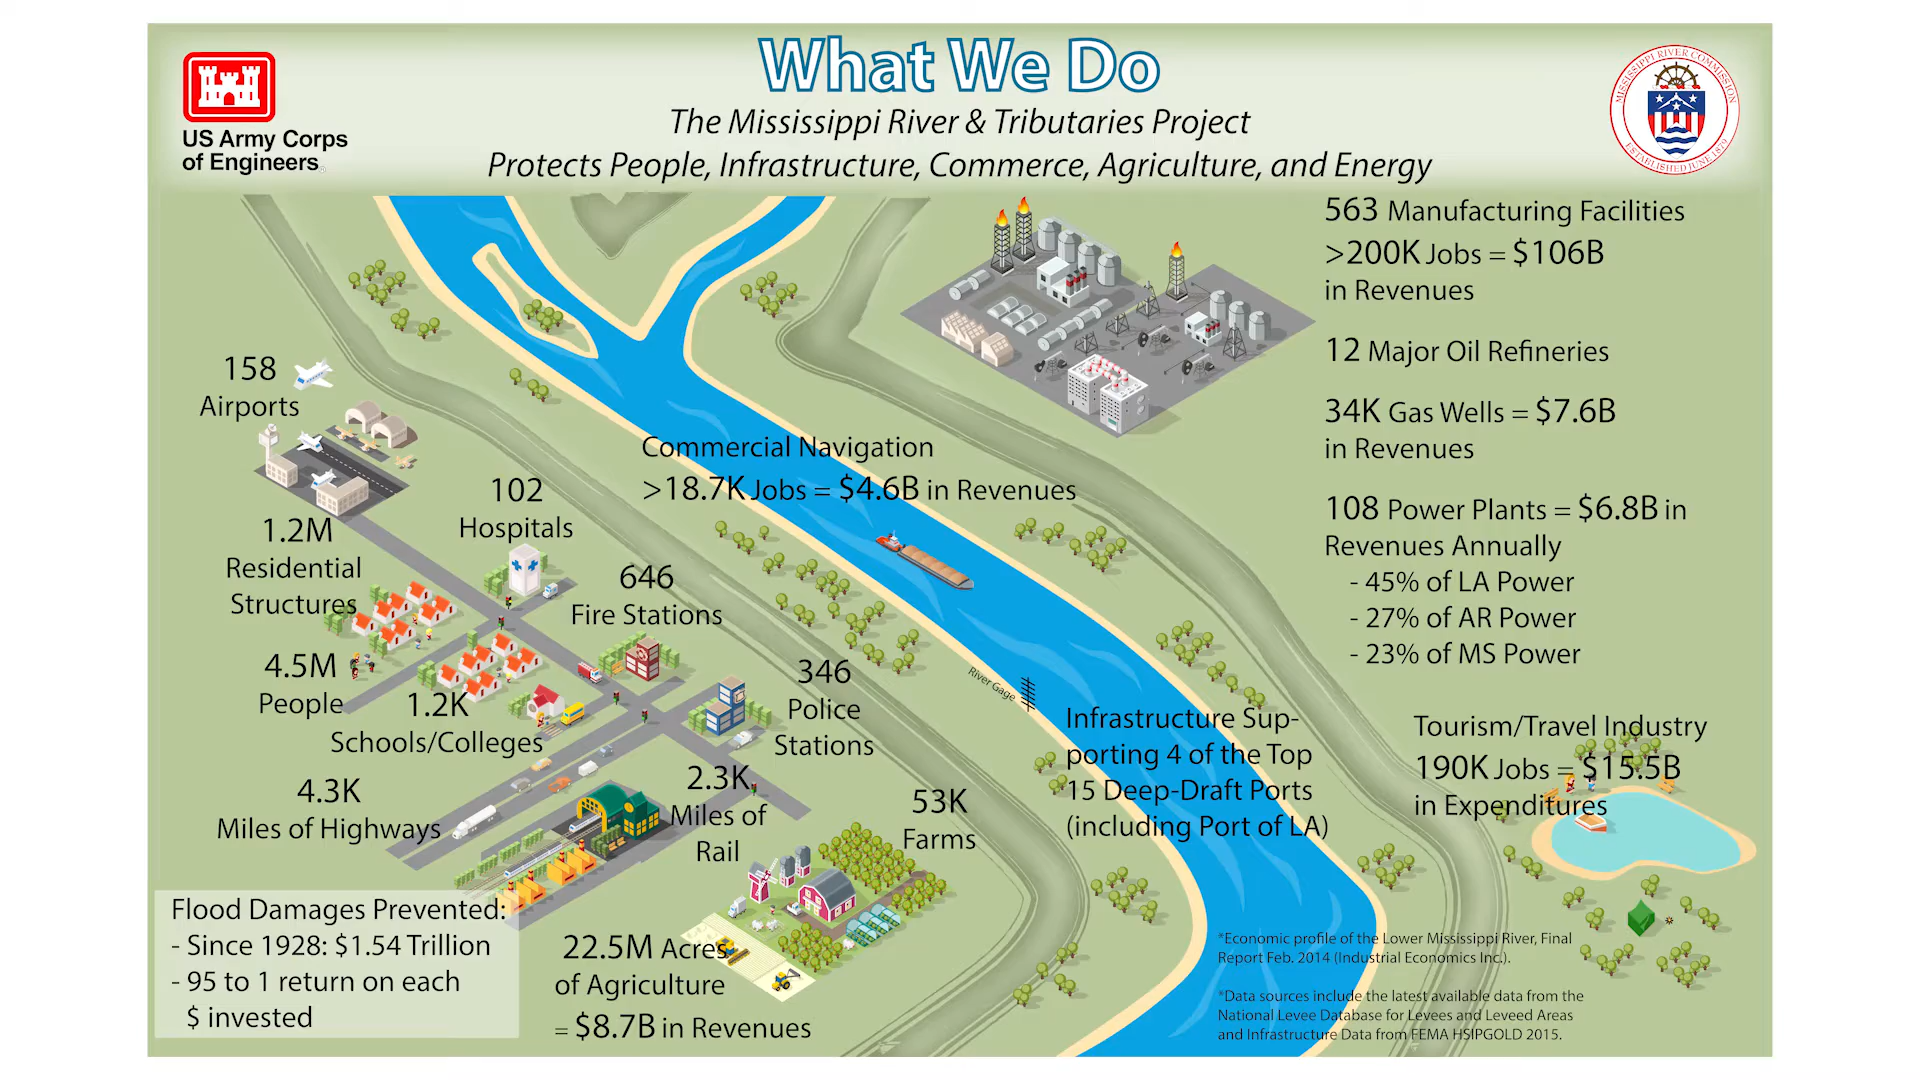 What We Do
The Mississippi River & Tributaries Project
Protects People, Infrastructure, Commerce, Agriculture, and Energy
US Army Corps
of Engineers®
MISSISSIPPI RIVER COMMISSION
ESTABLISHED JUNE 1879
563 Manufacturing Facilities
>200K Jobs = $106B
in Revenues
12 Major Oil Refineries
34K Gas Wells = $7.6B
in Revenues
108 Power Plants = $6.8B in
Revenues Annually
- 45% of LA Power
- 27% of AR Power
- 23% of MS Power
158
Airports
Commercial Navigation
>18.7K Jobs = $4.6B in Revenues
102
Hospitals
1.2M
Residential
Structures
646
Fire Stations
4.5M
People
346
Police
Stations
1.2K
Schools/Colleges
River Gage
Infrastructure Sup-
porting 4 of the Top
15 Deep-Draft Ports
(including Port of LA)
Tourism/Travel Industry
190K Jobs = $15.5B
in Expenditures
4.3K
Miles of Highways
2.3K
Miles of
Rail
53K
Farms
Flood Damages Prevented:
- Since 1928: $1.54 Trillion
- 95 to 1 return on each
$ invested
22.5M Acres
of Agriculture
= $8.7B in Revenues
*Economic profile of the Lower Mississippi River, Final
Report Feb. 2014 (Industrial Economics Inc.).
*Data sources include the latest available data from the
National Levee Database for Levees and Leveed Areas
and Infrastructure Data from FEMA HSIPGOLD 2015.